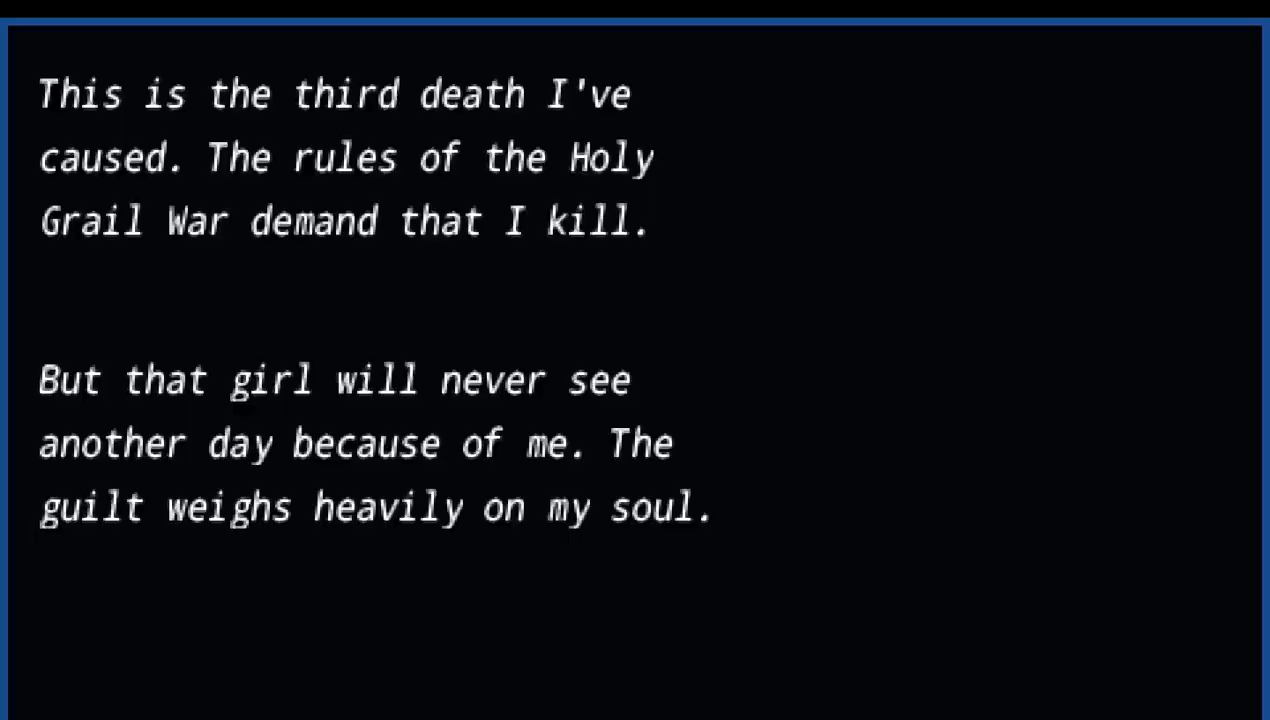 This is the third death I've
caused. The rules of the Holy
Grail War demand that I kill.
But that girl will never see
another day because of me. The
guilt weighs heavily on my soul.